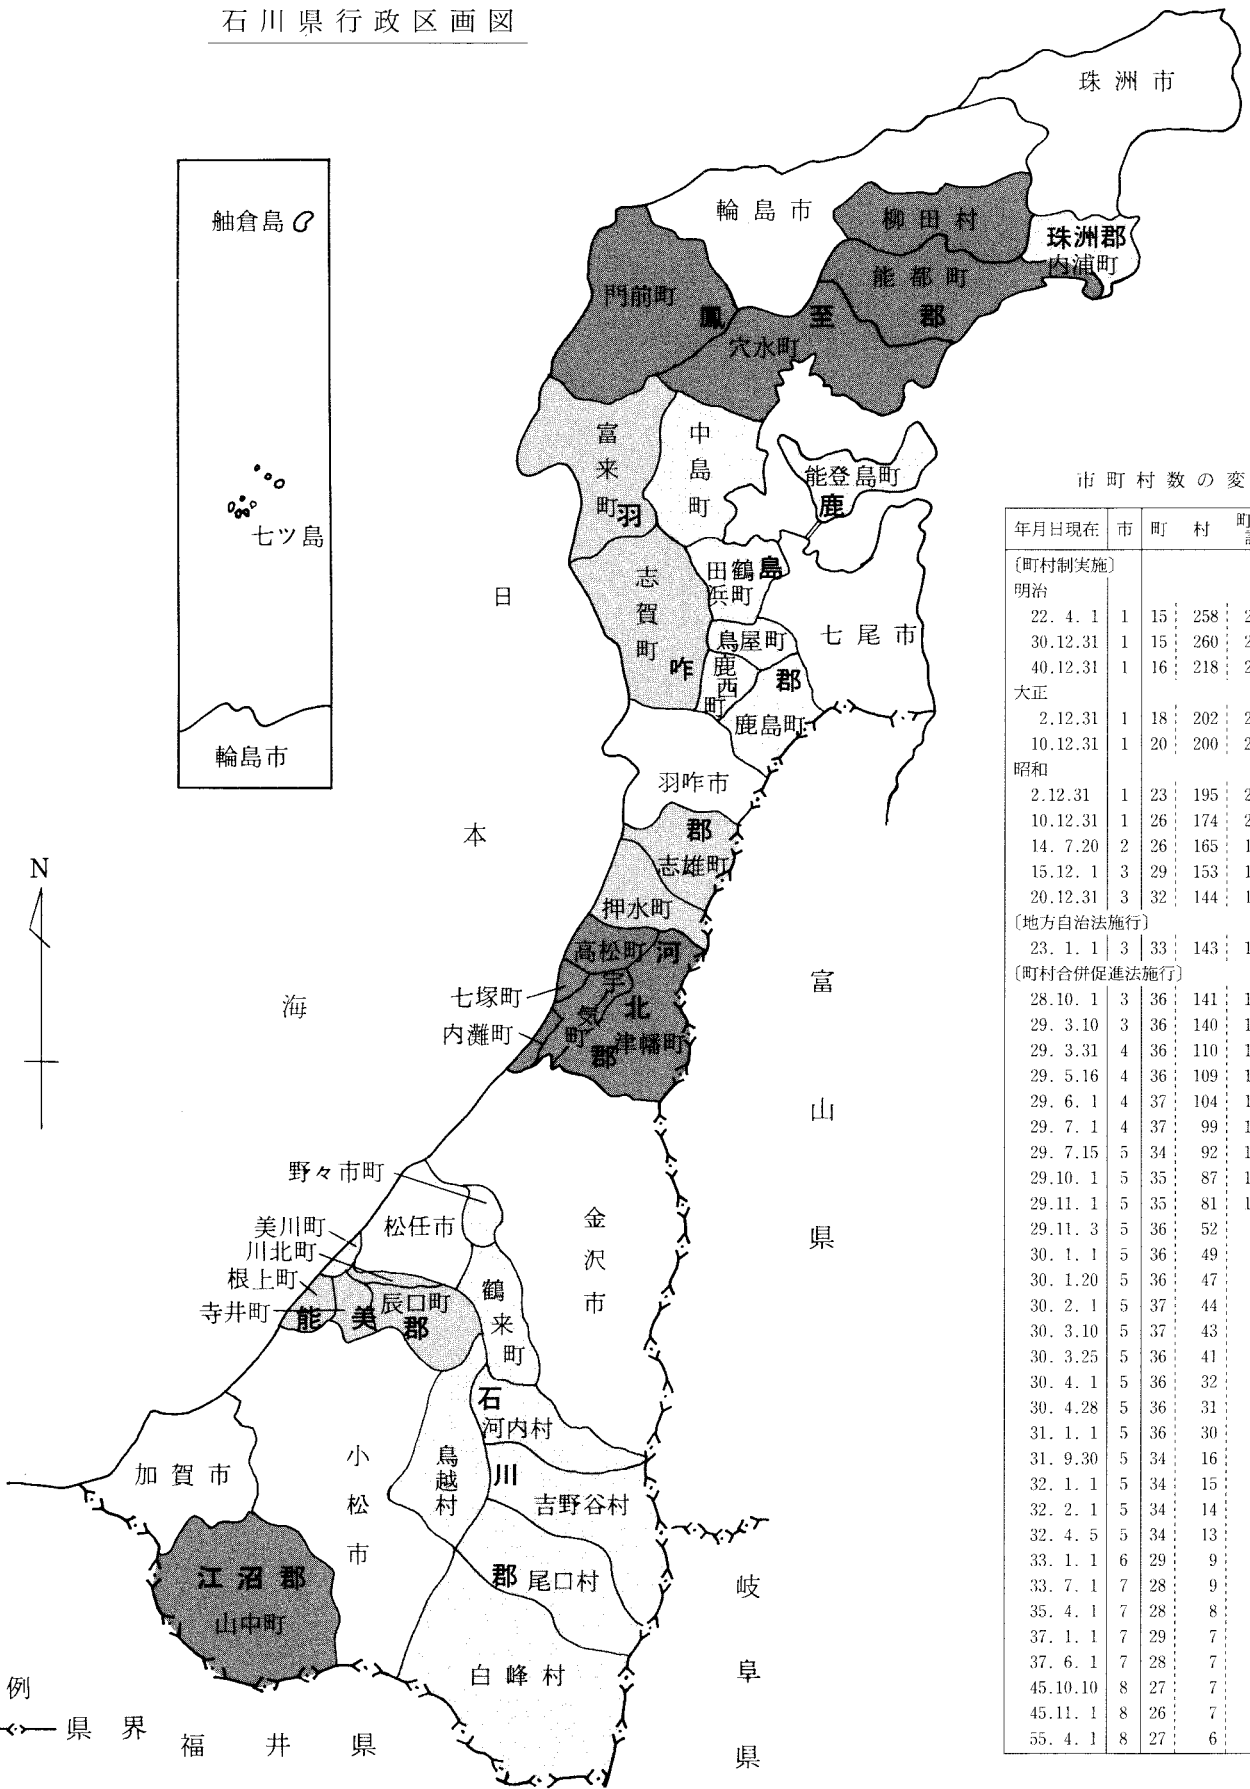 石川県行政区画図
珠洲市
舳倉島
七ツ島
輪島市
輪島市
柳田村
珠洲郡
内浦町
能都町
門前町
鳳至郡
穴水町
富来町
中島町
能登島町
鹿島郡
羽咋郡
志賀町
田鶴浜町
鳥屋町
七尾市
鹿西町
鹿島町
羽咋市
志雄町
押水町
高松町
河北郡
七塚町
宇ノ気町
内灘町
津幡町
日本海
N
富山県
野々市町
松任市
金沢市
美川町
川北町
根上町
寺井町
能美郡
辰口町
鶴来町
石川郡
河内村
鳥越村
吉野谷村
尾口村
白峰村
小松市
加賀市
江沼郡
山中町
岐阜県
福井県
例
県界
市町村数の変
年月日現在 市 町 村 町
〔町村制実施〕
明治
22. 4. 1 1 15 258 2
30.12.31 1 15 260 2
40.12.31 1 16 218 2
大正
2.12.31 1 18 202 2
10.12.31 1 20 200 2
昭和
2.12.31 1 23 195 2
10.12.31 1 26 174 2
14. 7.20 2 26 165 1
15.12. 1 3 29 153 1
20.12.31 3 32 144 1
〔地方自治法施行〕
23. 1. 1 3 33 143 1
〔町村合併促進法施行〕
28.10. 1 3 36 141 1
29. 3.10 3 36 140 1
29. 3.31 4 36 110 1
29. 5.16 4 36 109 1
29. 6. 1 4 37 104 1
29. 7. 1 4 37 99 1
29. 7.15 5 34 92 1
29.10. 1 5 35 87 1
29.11. 1 5 35 81 1
29.11. 3 5 36 52
30. 1. 1 5 36 49
30. 1.20 5 36 47
30. 2. 1 5 37 44
30. 3.10 5 37 43
30. 3.25 5 36 41
30. 4. 1 5 36 32
30. 4.28 5 36 31
31. 1. 1 5 36 30
31. 9.30 5 34 16
32. 1. 1 5 34 15
32. 2. 1 5 34 14
32. 4. 5 5 34 13
33. 1. 1 6 29 9
33. 7. 1 7 28 9
35. 4. 1 7 28 8
37. 1. 1 7 29 7
37. 6. 1 7 28 7
45.10.10 8 27 7
45.11. 1 8 26 7
55. 4. 1 8 27 6